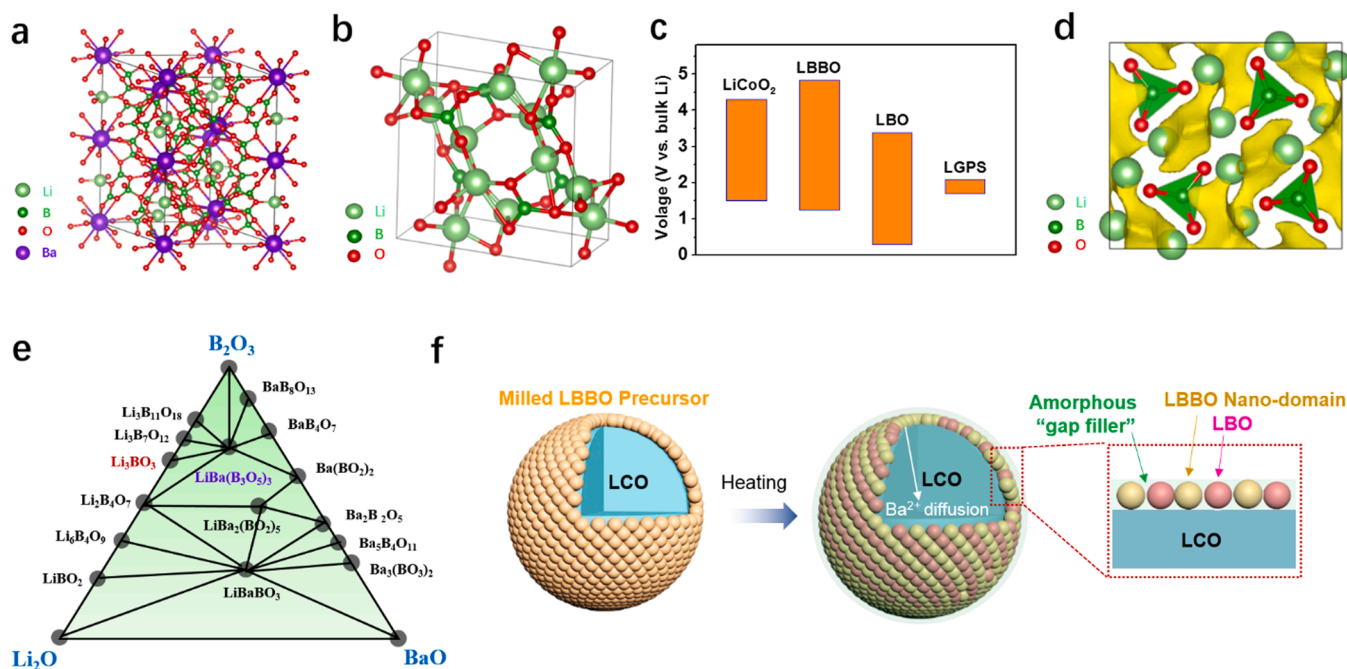 a
Li
B
O
Ba
b
Li
B
O
c
Volage (V vs. bulk Li)
5
4
3
2
1
0
LiCoO₂
LBBO
LBO
LGPS
d
Li
B
O
e
B₂O₃
BaB₈O₁₃
Li₃B₁₁O₁₈
BaB₄O₇
Li₃B₇O₁₂
Li₃BO₃
LiBa(B₃O₅)₃
Ba(BO₂)₂
Li₂B₄O₇
Ba₂B ₂O₅
LiBa₂(BO₂)₅
Li₆B₄O₉
Ba₅B₄O₁₁
LiBO₂
Ba₃(BO₃)₂
LiBaBO₃
Li₂O
BaO
f
Milled LBBO Precursor
LCO
Heating
LCO
Ba²⁺ diffusion
Amorphous
“gap filler”
LBBO Nano-domain
LBO
LCO